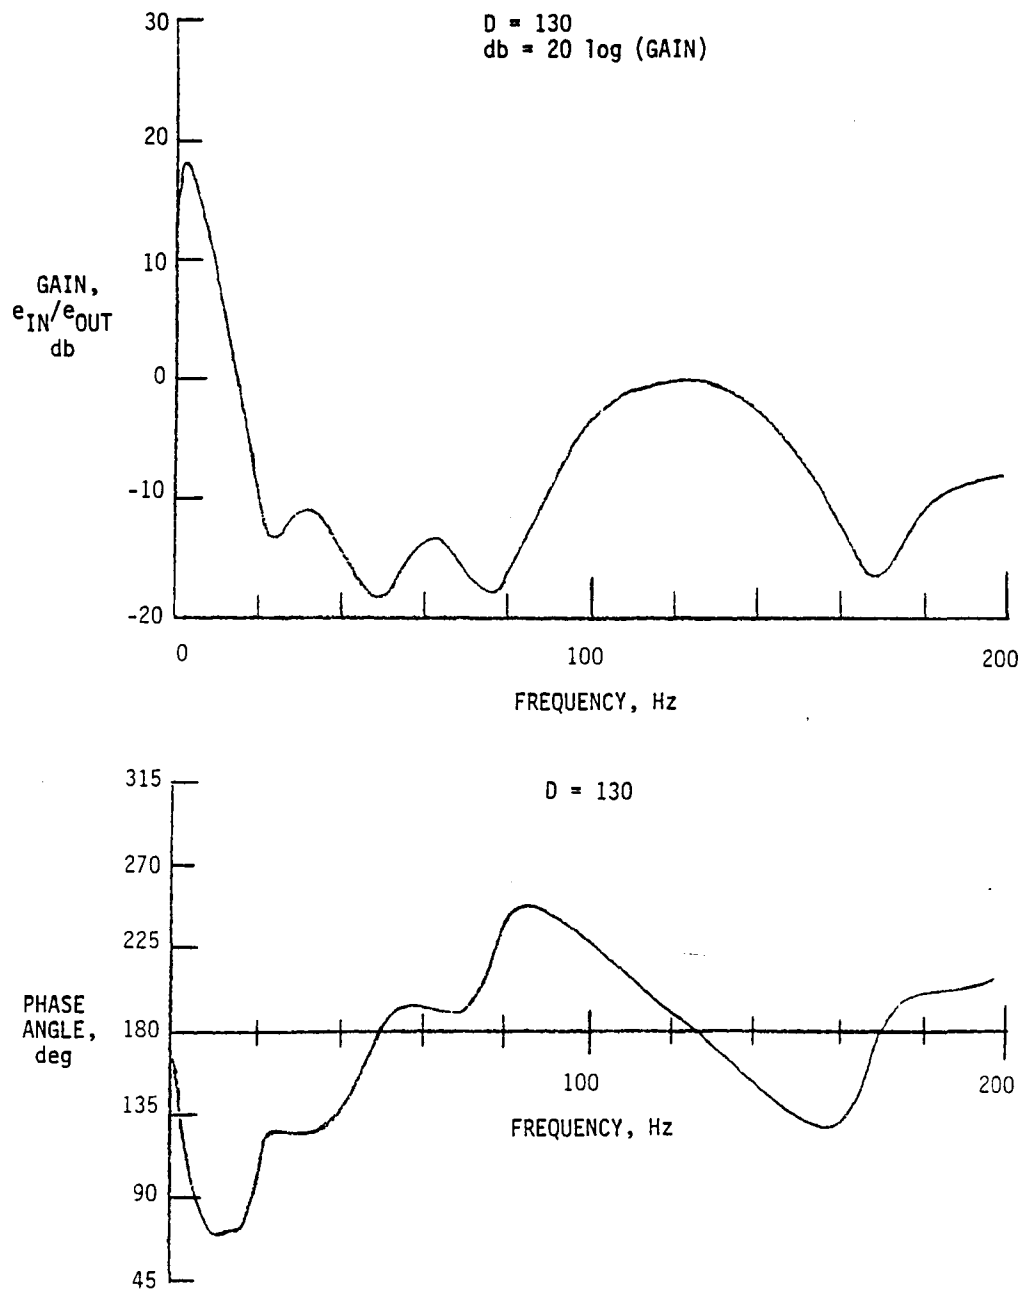 D = 130
db = 20 log (GAIN)
30
20
10
0
-10
-20
GAIN,
eIN/eOUT
db
0
100
200
FREQUENCY, Hz
D = 130
315
270
225
180
135
90
45
PHASE
ANGLE,
deg
100
200
FREQUENCY, Hz